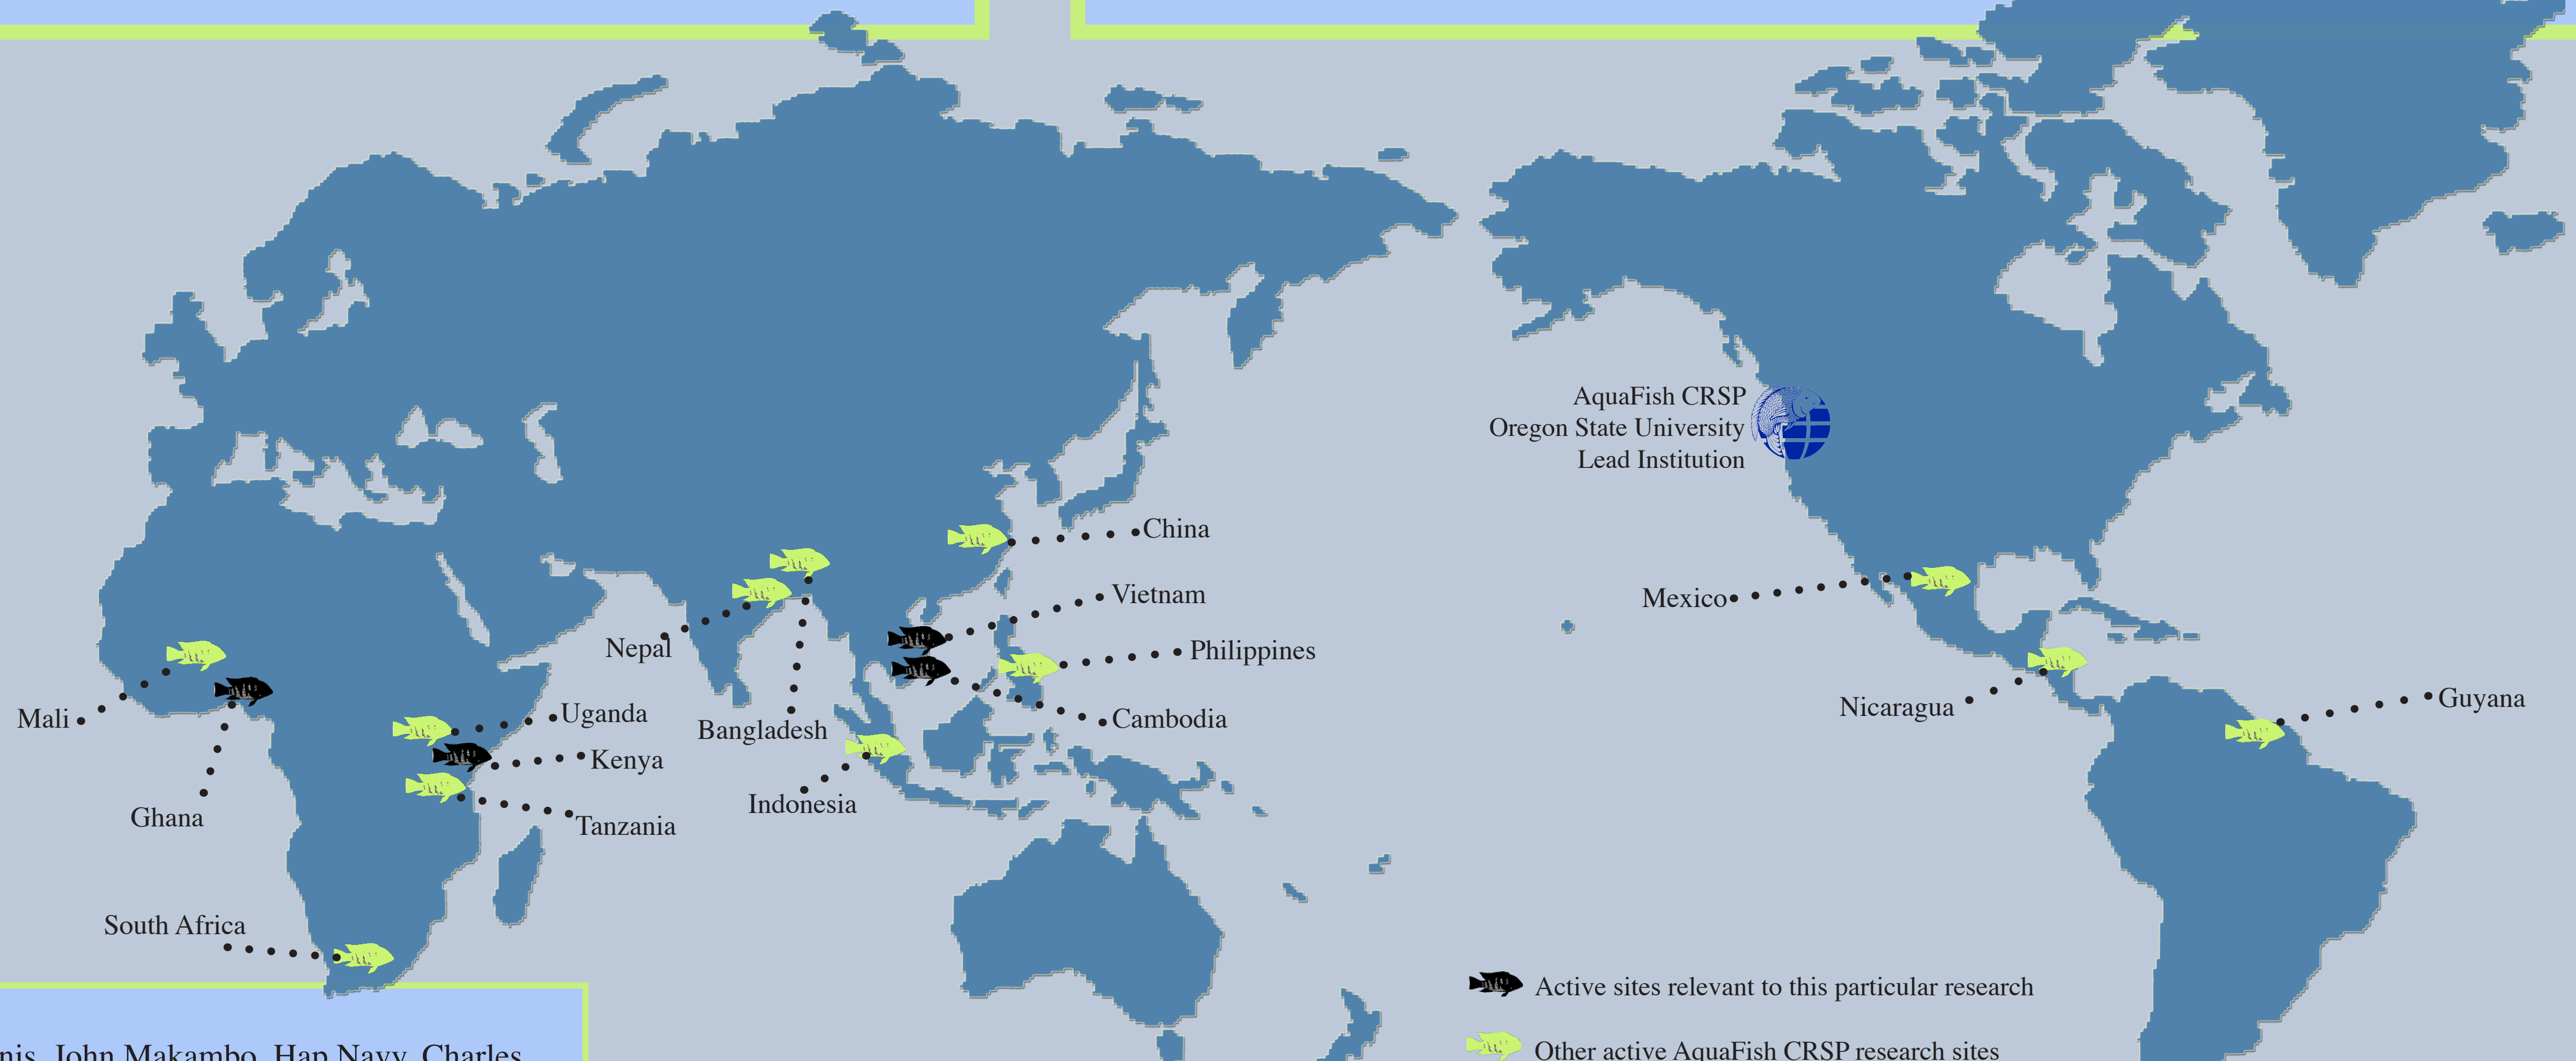 AquaFish CRSP
Oregon State University
Lead Institution
China
Vietnam
Mexico
Nepal
Philippines
Nicaragua
Guyana
Mali
Uganda
Bangladesh
Cambodia
Kenya
Indonesia
Ghana
Tanzania
South Africa
Active sites relevant to this particular research
Other active AquaFish CRSP research sites
John Makambo, Hap Navy, Charles